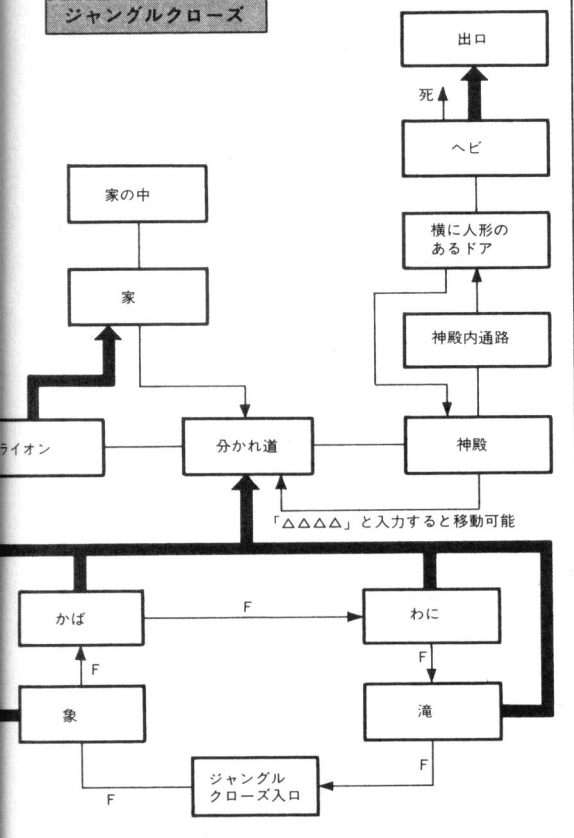 ジャングルクローズ
出口
死
ヘビ
家の中
横に人形の
あるドア
家
神殿内通路
ライオン
分かれ道
神殿
「△△△△」と入力すると移動可能
かば
F
わに
F
F
象
滝
F
ジャングル
クローズ入口
F